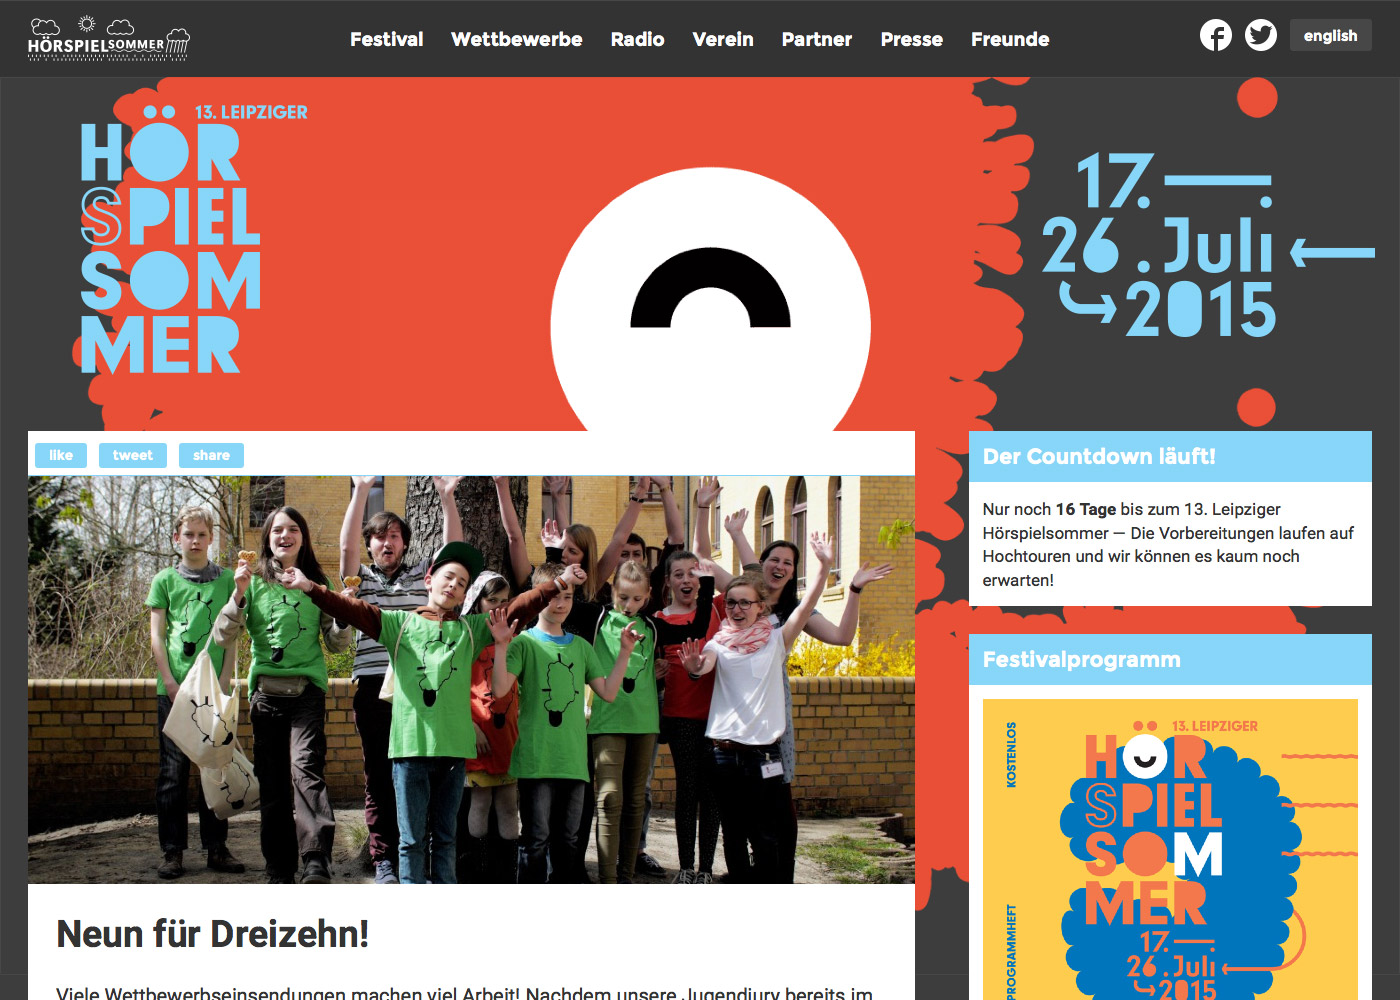 HÖRSPIELSOMMER
Festival
Wettbewerbe
Radio
Verein
Partner
Presse
Freunde
english
13. LEIPZIGER
HÖR
SPIEL
SOM
MER
17. —.
26. Juli
2015
like
tweet
share
Neun für Dreizehn!
Viele Wettbewerbseinsendungen machen viel Arbeit! Nachdem unsere Jugendjury bereits im
Der Countdown läuft!
Nur noch 16 Tage bis zum 13. Leipziger
Hörspielsommer — Die Vorbereitungen laufen auf
Hochtouren und wir können es kaum noch
erwarten!
Festivalprogramm
KOSTENLOS
PROGRAMMHEFT
13. LEIPZIGER
HÖR
SPIEL
SOM
MER
17. —.
26. Juli
2015